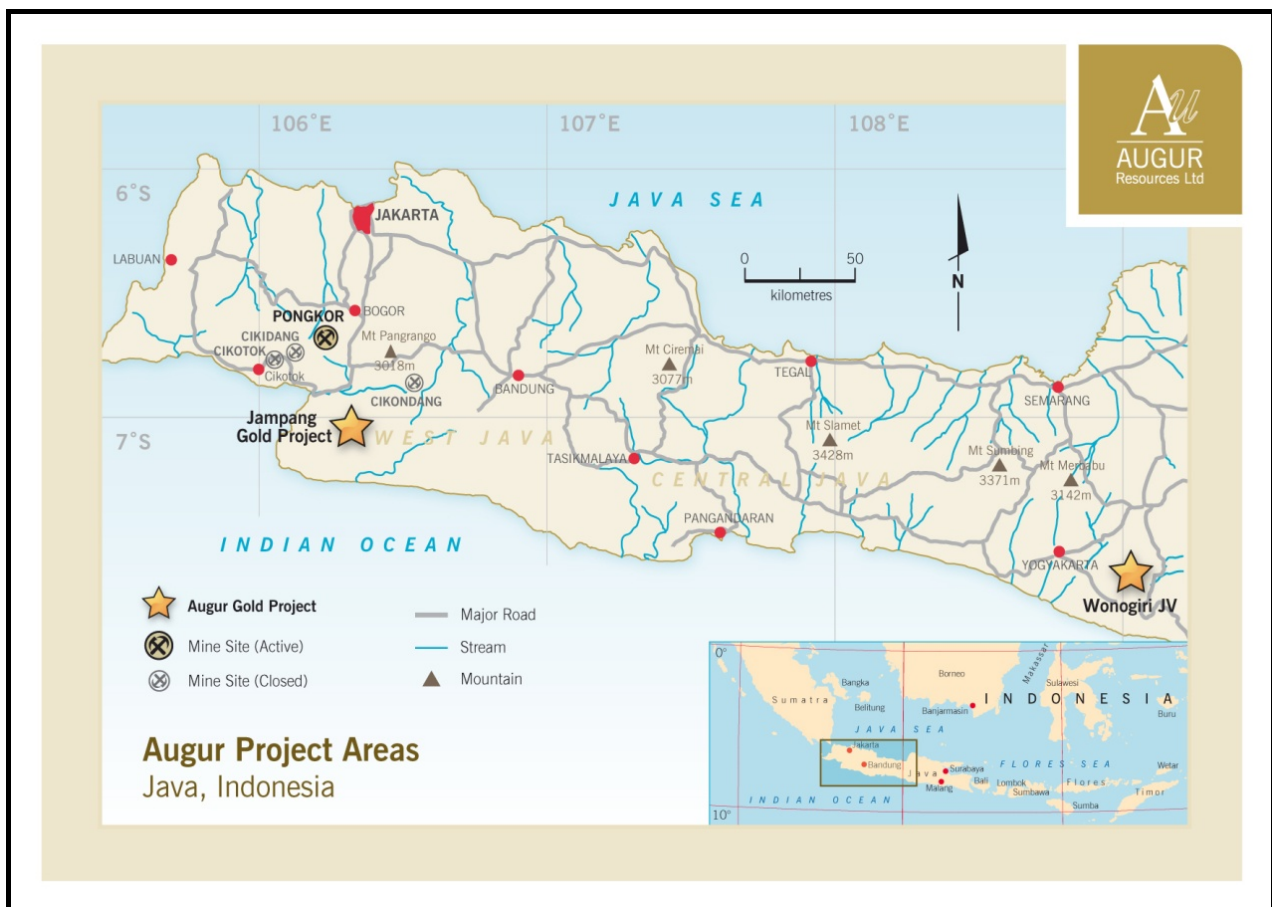 106°E
107°E
108°E
Au
AUGUR
Resources Ltd
6°S
JAVA SEA
JAKARTA
LABUAN
0 50
kilometres
N
PONGKOR
BOGOR
CIKIDANG
CIKOTOK
Cikotok
Mt Pangrango
3018m
CIKONDANG
BANDUNG
Mt Ciremai
3077m
TEGAL
SEMARANG
Jampang
Gold Project
7°S
WEST JAVA
TASIKMALAYA
CENTRAL JAVA
Mt Slamet
3428m
Mt Sumbing
3371m
Mt Merbabu
3142m
PANGANDARAN
INDIAN OCEAN
YOGYAKARTA
Wonogiri JV
Augur Gold Project
Mine Site (Active)
Mine Site (Closed)
Major Road
Stream
Mountain
Augur Project Areas
Java, Indonesia
0°
Sumatra
Bangka
Belitung
Borneo
Banjarmasin
Makassar
Sulawesi
INDONESIA
Buru
JAVA SEA
Jakarta
Bandung
Java
Surabaya
Malang
Bali
Lombok
Sumbawa
FLORES SEA
Flores
Sumba
Wetar
Timor
INDIAN OCEAN
10°